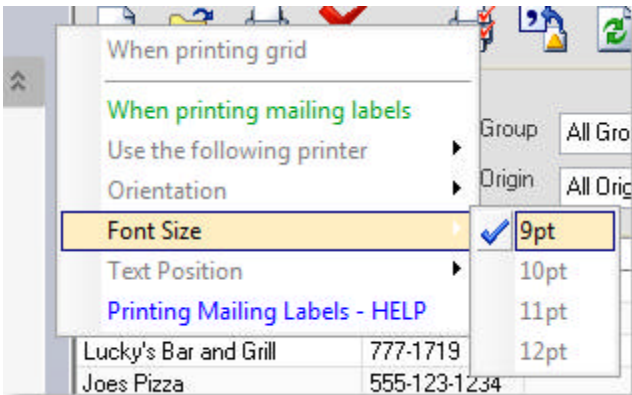 When printing grid
When printing mailing labels
Use the following printer
Group All Gro
Orientation
Origin All Orig
Font Size
9pt
Text Position
10pt
Printing Mailing Labels - HELP
11pt
12pt
Lucky's Bar and Grill 777-1719
Joes Pizza 555-123-1234